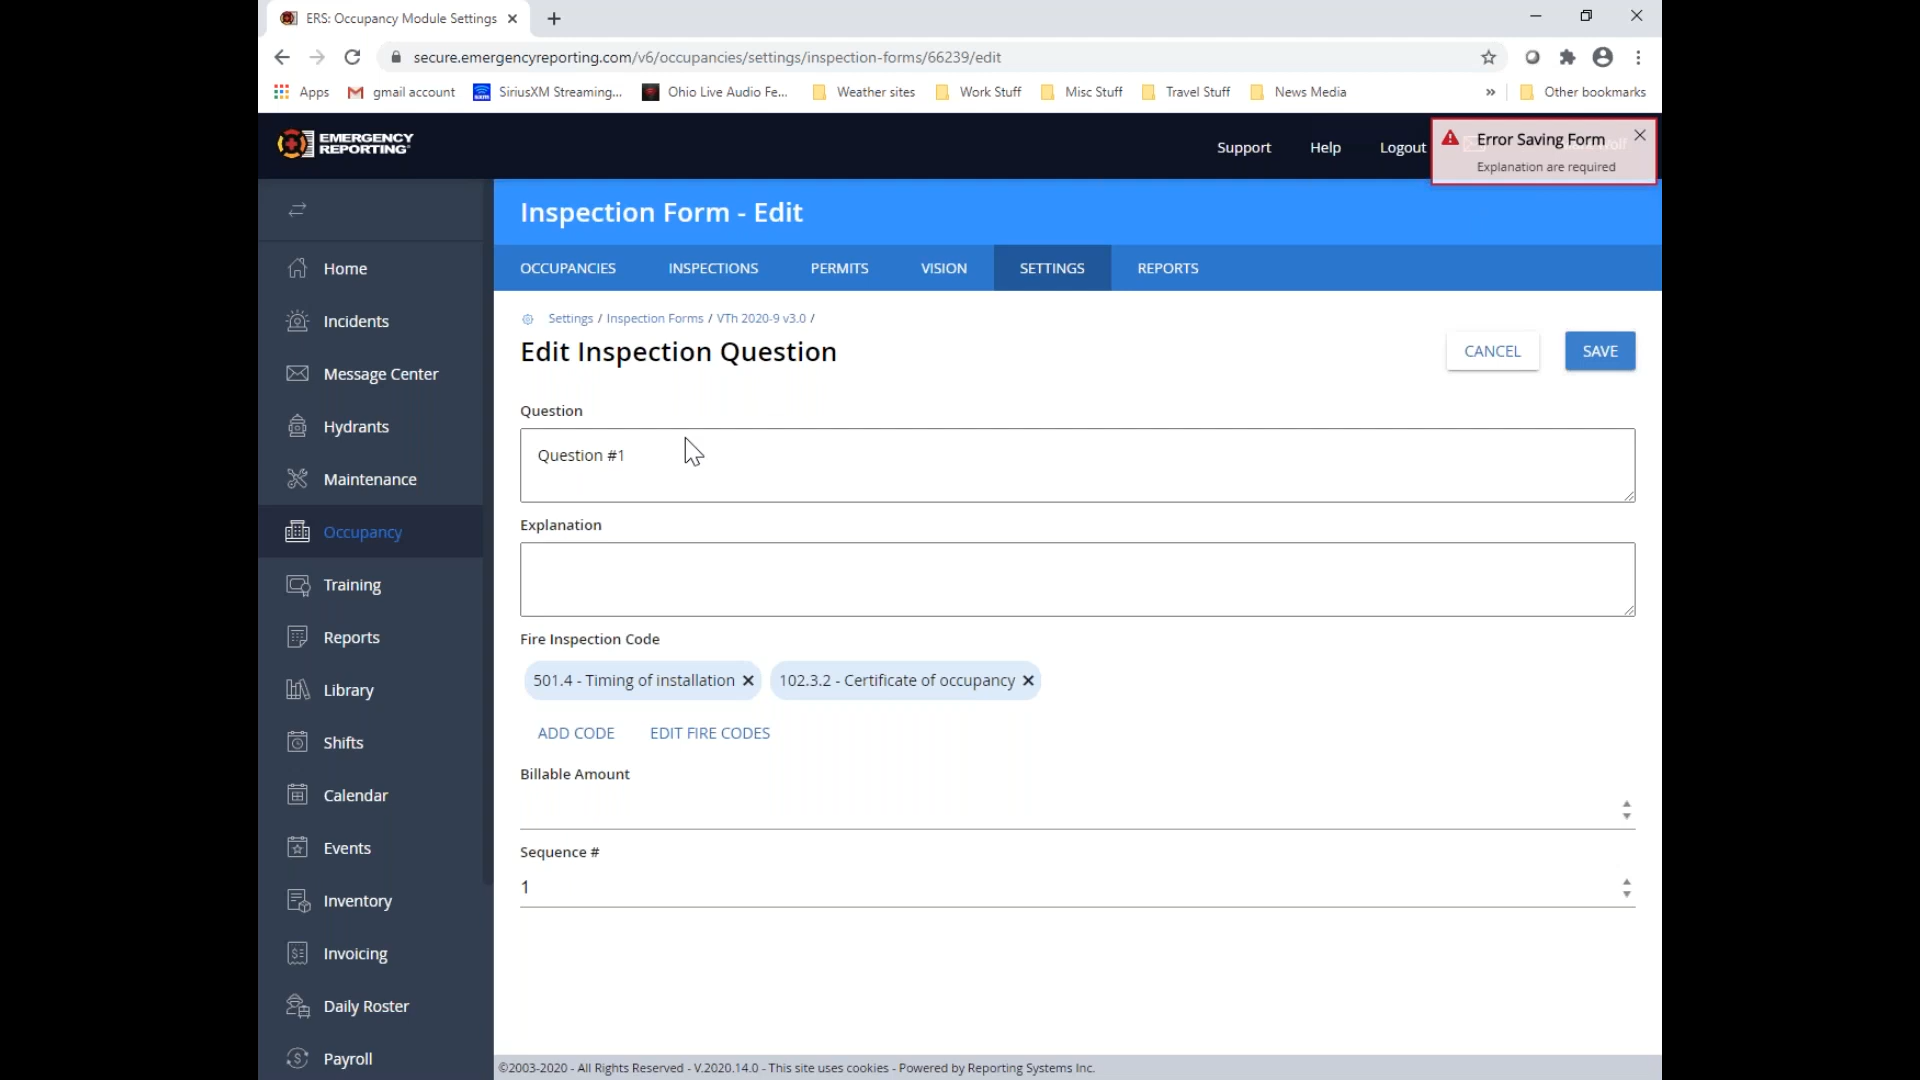 ERS: Occupancy Module Settings
secure.emergencyreporting.com/v6/occupancies/settings/inspection-forms/66239/edit
Apps
gmail account
SiriusXM Streaming...
Ohio Live Audio Fe...
Weather sites
Work Stuff
Misc Stuff
Travel Stuff
News Media
»
Other bookmarks
EMERGENCY
REPORTING
Support
Help
Logout
Error Saving Form
Explanation are required
Home
Incidents
Message Center
Hydrants
Maintenance
Occupancy
Training
Reports
Library
Shifts
Calendar
Events
Inventory
Invoicing
Daily Roster
Payroll
Inspection Form - Edit
OCCUPANCIES
INSPECTIONS
PERMITS
VISION
SETTINGS
REPORTS
Settings / Inspection Forms / VTh 2020-9 v3.0 /
Edit Inspection Question
CANCEL
SAVE
Question
Question #1
Explanation
Fire Inspection Code
501.4 - Timing of installation
102.3.2 - Certificate of occupancy
ADD CODE
EDIT FIRE CODES
Billable Amount
Sequence #
1
©2003-2020 - All Rights Reserved - V.2020.14.0 - This site uses cookies - Powered by Reporting Systems Inc.